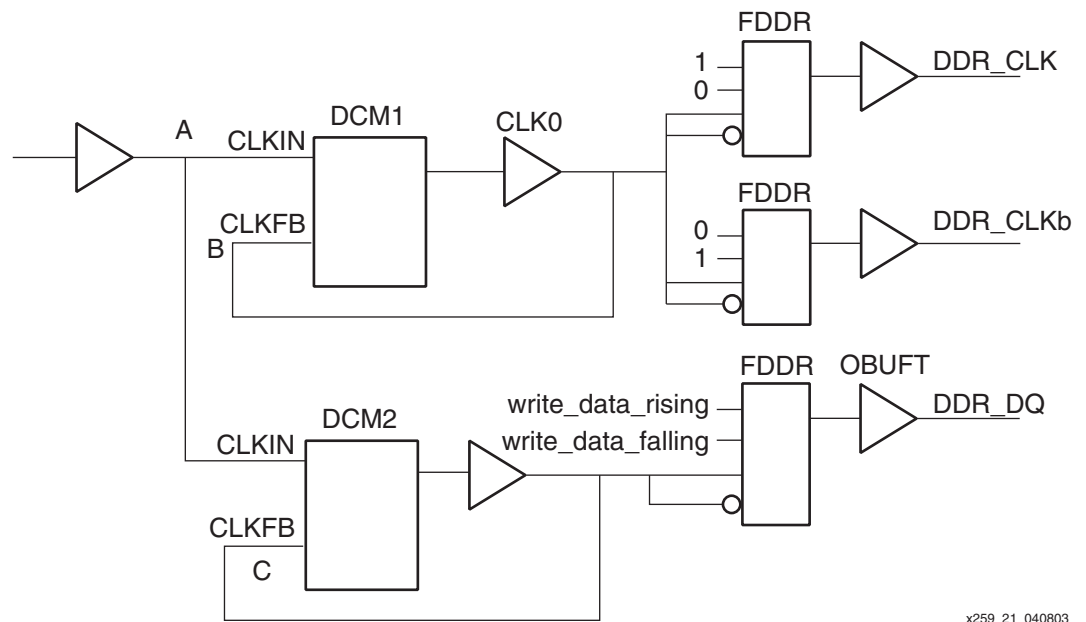 FDDR
1
0
DDR_CLK
A
CLKIN
DCM1
CLK0
CLKFB
B
FDDR
0
1
DDR_CLKb
FDDR
OBUFT
write_data_rising
write_data_falling
DDR_DQ
DCM2
CLKIN
CLKFB
C
x259_21_040803